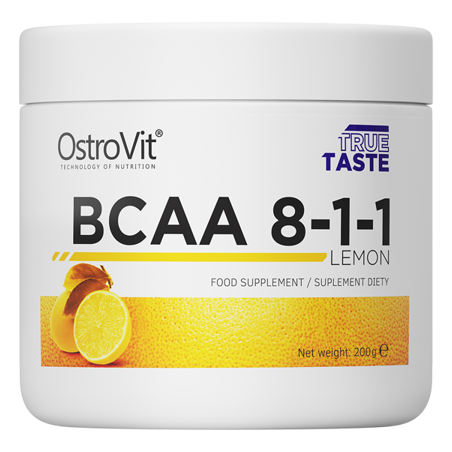 OstroVit®
TECHNOLOGY OF NUTRITION
TRUE
TASTE
BCAA 8-1-1
LEMON
FOOD SUPPLEMENT / SUPLEMENT DIETY
Net weight: 200g ℮